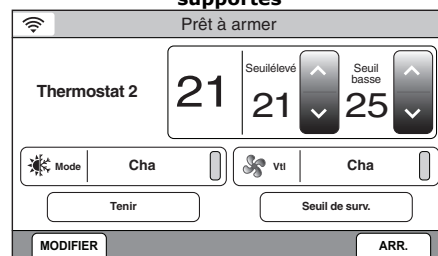 supportés
Prêt à armer
Thermostat 2
21
Seuilélevé
21
Seuil
basse
25
Mode
Cha
Vtl
Cha
Tenir
Seuil de surv.
MODIFIER
ARR.